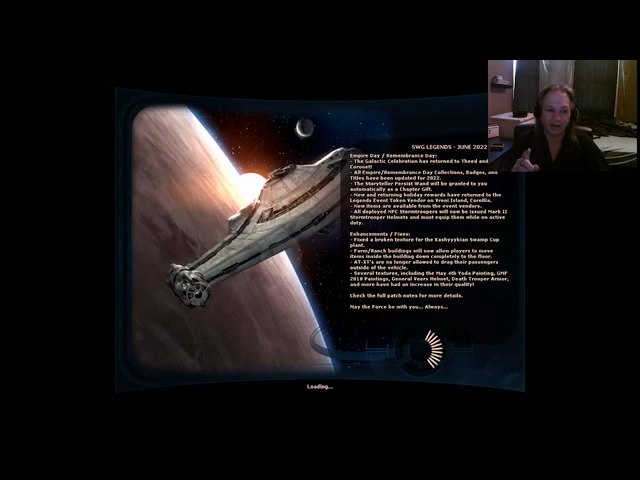 SWG LEGENDS - JUNE 2022
Empire Day / Remembrance Day:
- The Galactic Celebration has returned to Theed and
Coronet!
- All Empire/Remembrance Day Collections, Badges, and
Titles have been updated for 2022.
- The Storyteller Persist Wand will be granted to you
automatically as a Chapter Gift.
- New and returning holiday rewards have returned to the
Legends Event Token Vendor on Vreni Island, Corellia.
- New items are available from the event vendors.
- All deployed NPC Stormtroopers will now be issued Mark II
Stormtrooper Helmets and must equip them while on active
duty.
Enhancements / Fixes:
- Fixed a broken texture for the Kashyyykian Swamp Cup
plant.
- Farm/Ranch buildings will now allow players to move
items inside the building down completely to the floor.
- AT-XT's are no longer allowed to drag their passengers
outside of the vehicle.
- Several textures, including the May 4th Yoda Painting, GMF
2010 Paintings, General Veers Helmet, Death Trooper Armor,
and more have had an increase in their quality!
Check the full patch notes for more details.
May the Force be with you... Always...
Loading...